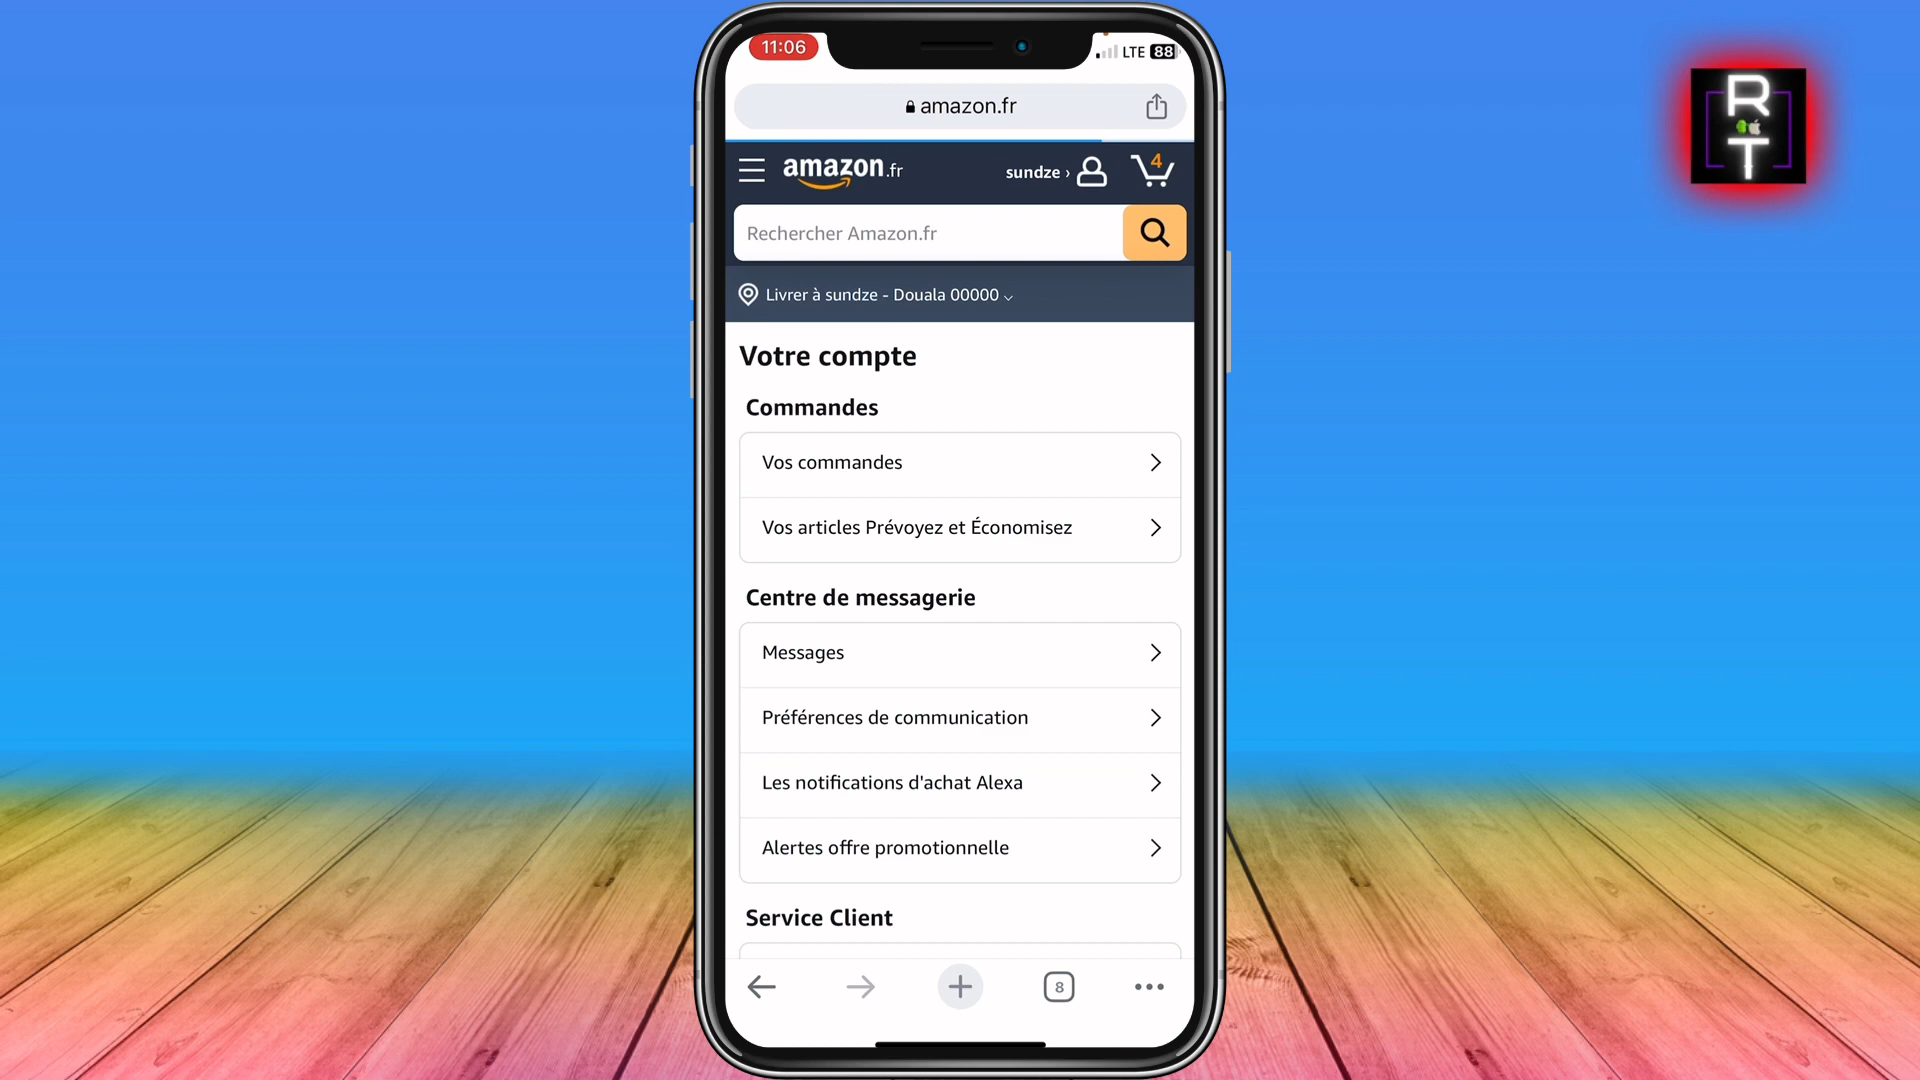 11:06
LTE 88
amazon.fr
amazon.fr
sundze ›
4
Rechercher Amazon.fr
Livrer à sundze - Douala 00000
Votre compte
Commandes
Vos commandes
Vos articles Prévoyez et Économisez
Centre de messagerie
Messages
Préférences de communication
Les notifications d'achat Alexa
Alertes offre promotionnelle
Service Client
8
R
T